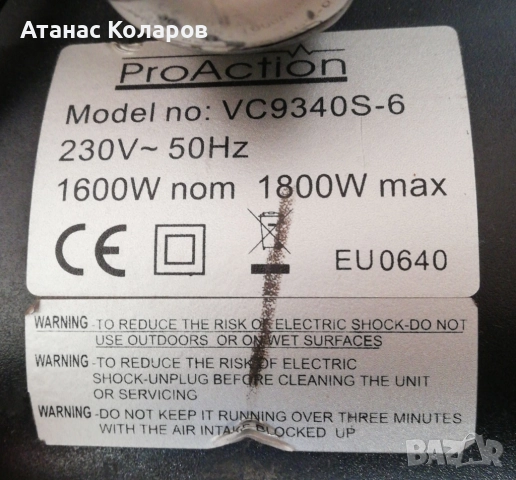 Атанас Коларов
ProAction
Model no: VC9340S-6
230V~ 50Hz
1600W nom 1800W max
CE
EU0640
WARNING -TO REDUCE THE RISK OF ELECTRIC SHOCK-DO NOT
USE OUTDOORS OR ON WET SURFACES
WARNING -TO REDUCE THE RISK OF ELECTRIC
SHOCK-UNPLUG BEFORE CLEANING THE UNIT
OR SERVICING
WARNING -DO NOT KEEP IT RUNNING OVER THREE MINUTES
WITH THE AIR INTAKE BLOCKED UP
BAZAR